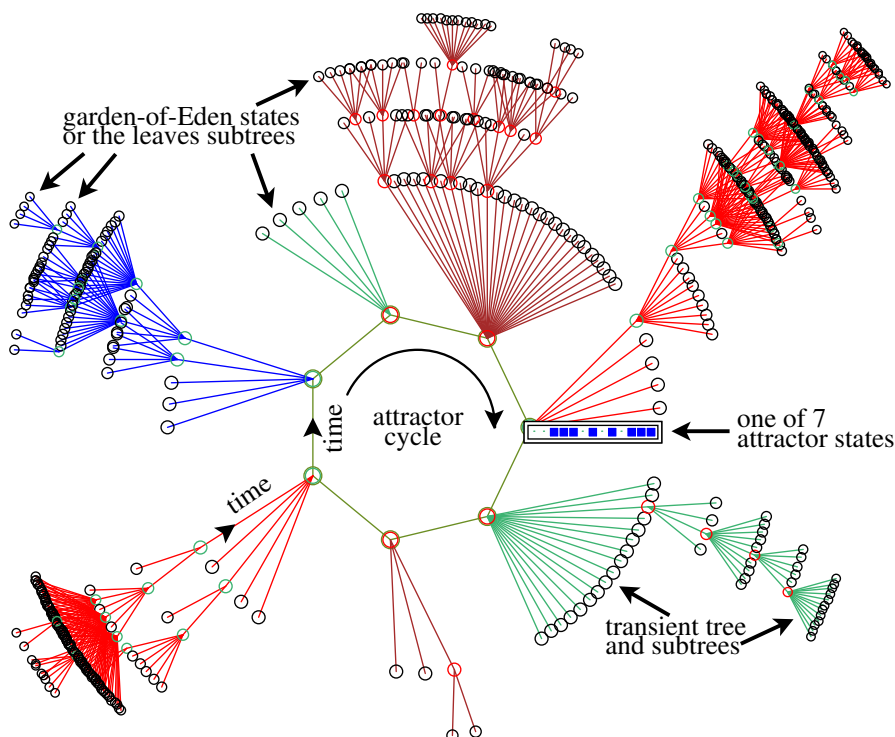 garden-of-Eden states
or the leaves subtrees
time
attractor
cycle
one of 7
attractor states
time
transient tree
and subtrees